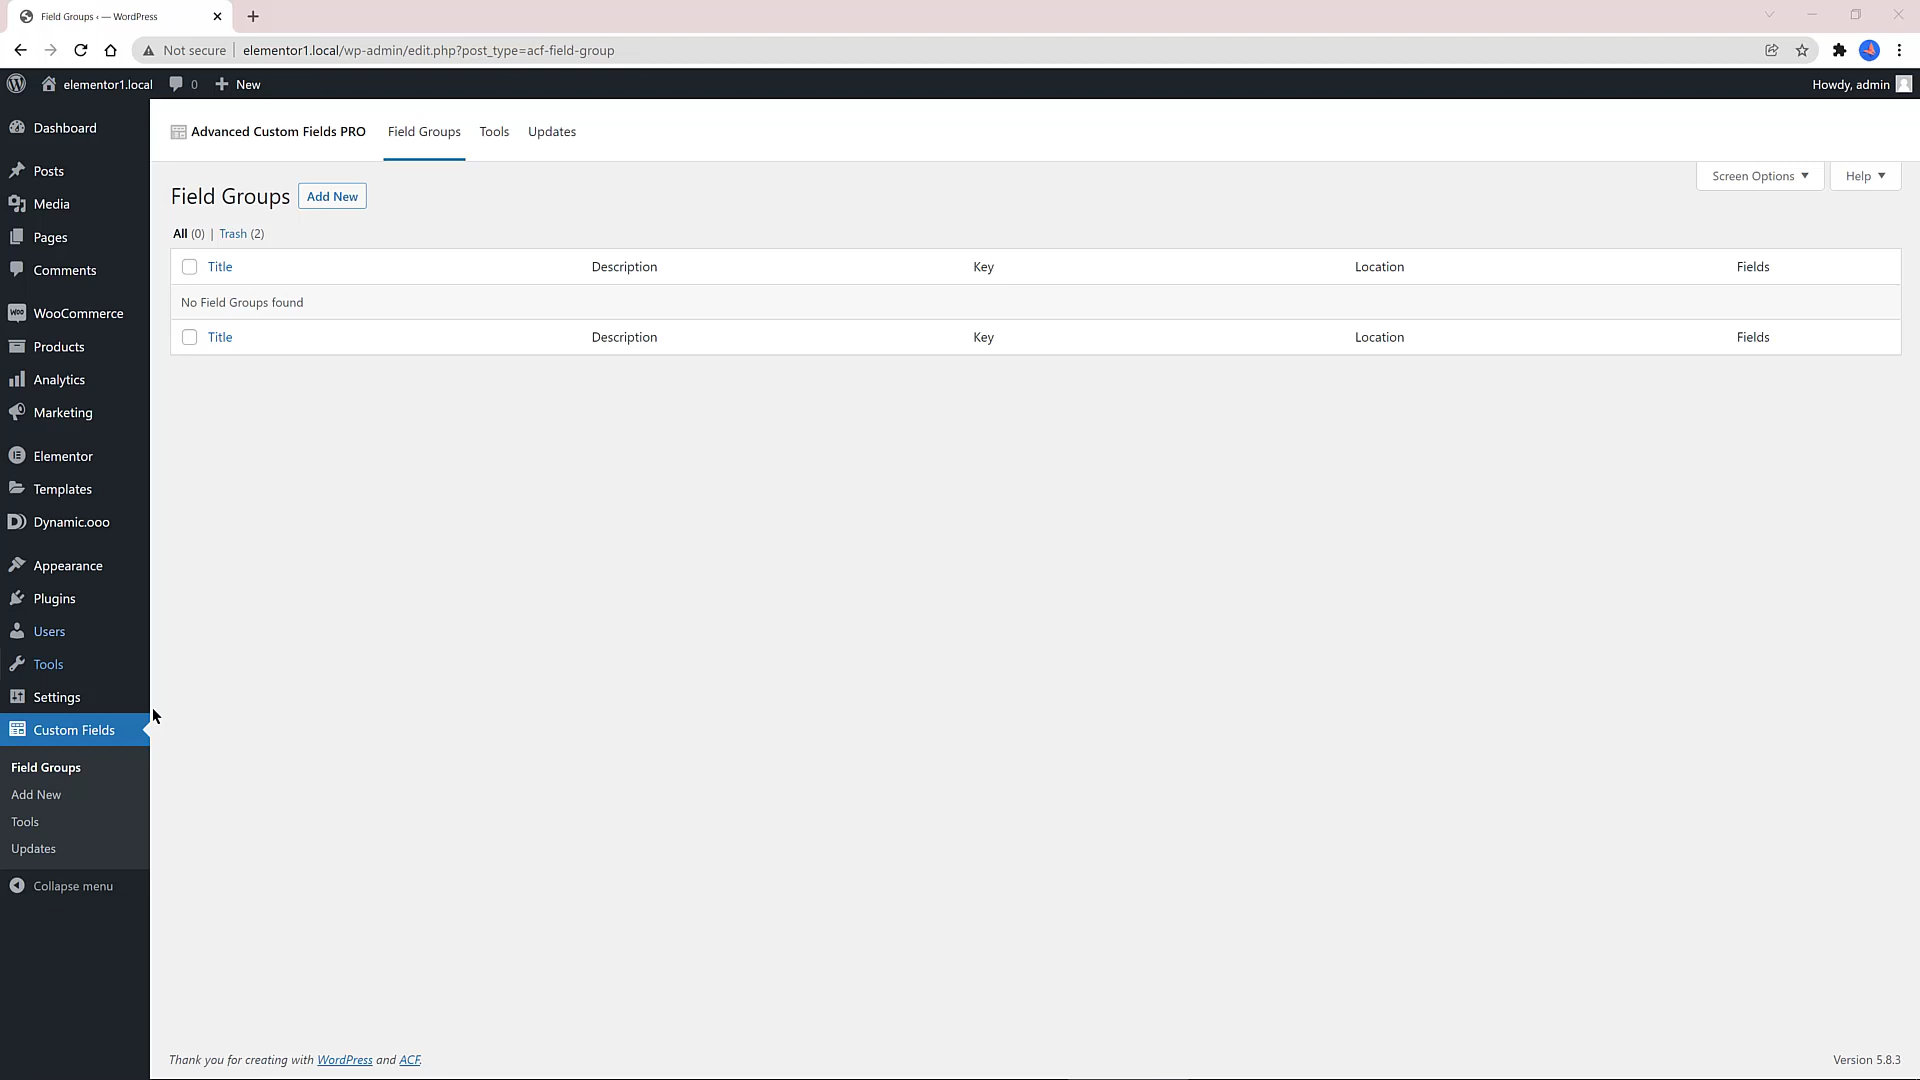 Field Groups ‹ — WordPress
Not secure elementor1.local/wp-admin/edit.php?post_type=acf-field-group
elementor1.local 0 New Howdy, admin
Dashboard
Posts
Media
Pages
Comments
WooCommerce
Products
Analytics
Marketing
Elementor
Templates
Dynamic.ooo
Appearance
Plugins
Users
Tools
Settings
Custom Fields
Field Groups
Add New
Tools
Updates
Collapse menu
Advanced Custom Fields PRO Field Groups Tools Updates
Screen Options Help
Field Groups Add New
All (0) | Trash (2)
Title Description Key Location Fields
No Field Groups found
Title Description Key Location Fields
Thank you for creating with WordPress and ACF. Version 5.8.3